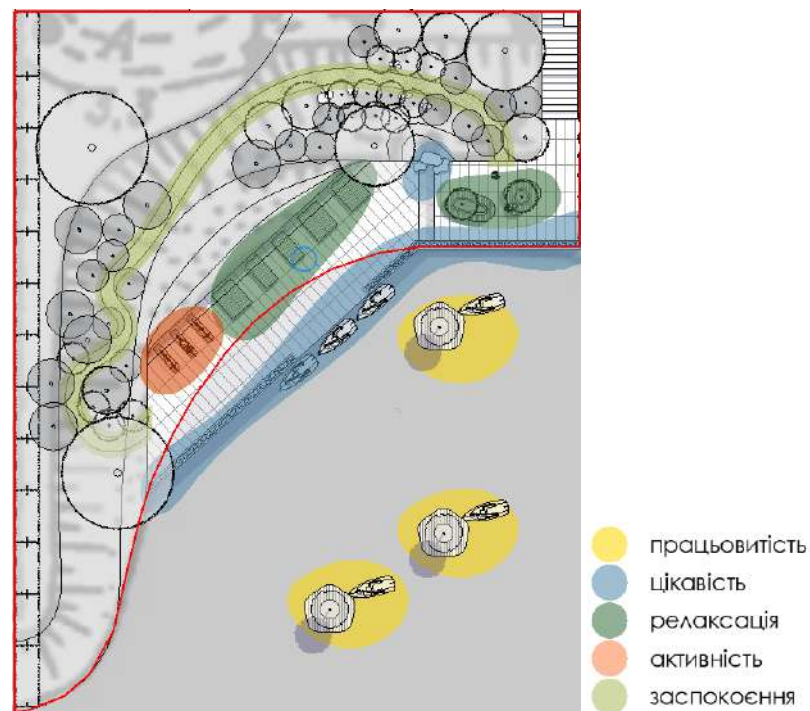 працьовитість
цікавість
релаксація
активність
заспокоєння